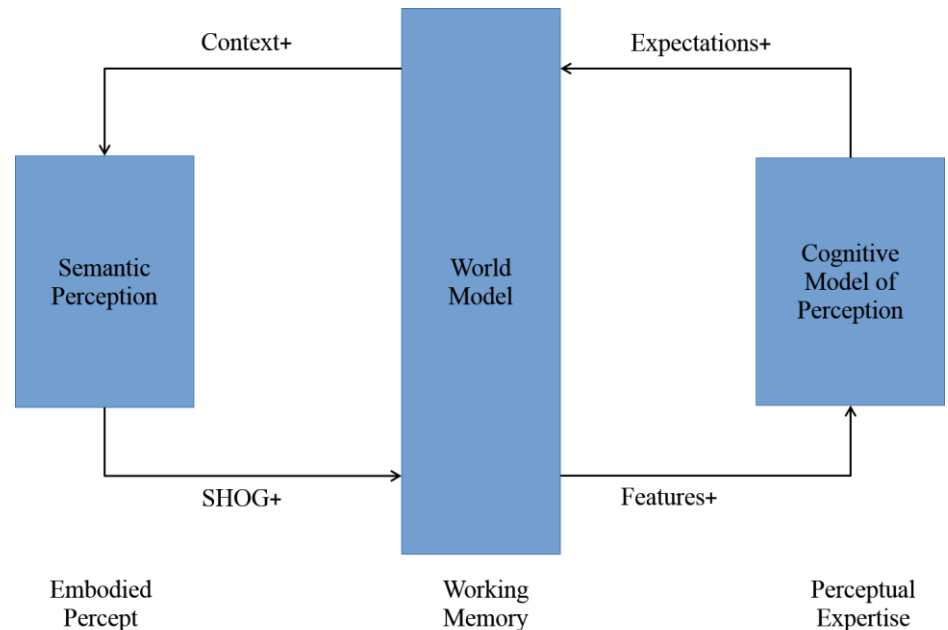 Context+
Expectations+
Semantic
Perception
World
Model
Cognitive
Model of
Perception
SHOG+
Features+
Embodied
Percept
Working
Memory
Perceptual
Expertise